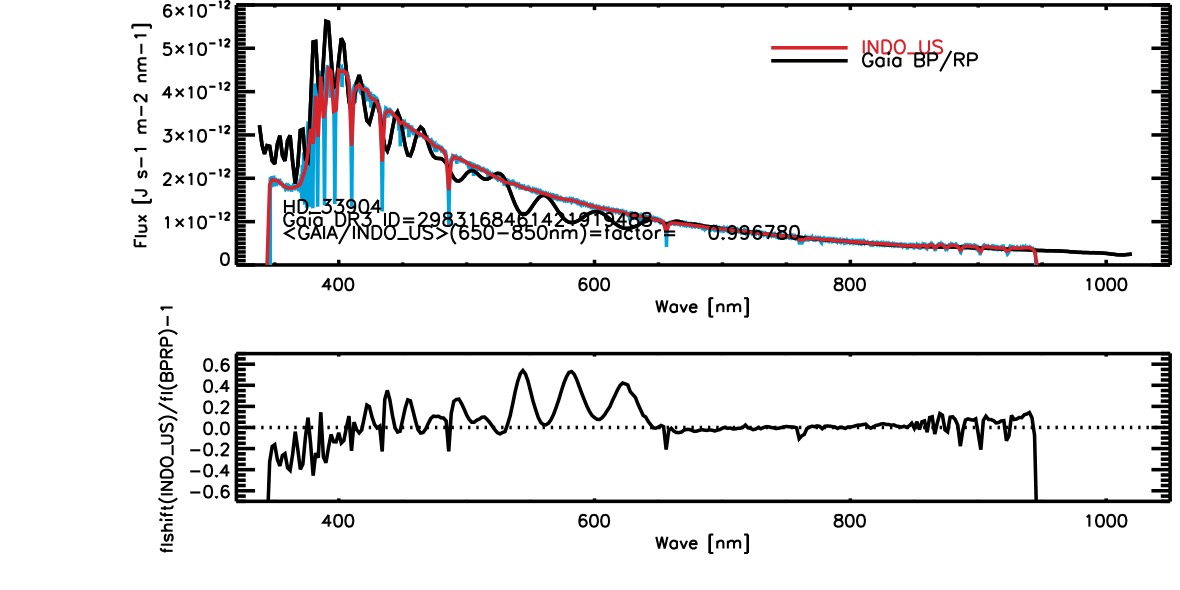 6×10⁻¹²
5×10⁻¹²
4×10⁻¹²
3×10⁻¹²
2×10⁻¹²
1×10⁻¹²
0
Flux [J s-1 m-2 nm-1]
INDO_US
Gaia BP/RP
HD_33904
Gaia DR3 ID=2983168461421919488
<GAIA/INDO_US>(650-850nm)=factor= 0.996780
400 600 800 1000
Wave [nm]
flshift(INDO_US)/fl(BPRP)-1
0.6
0.4
0.2
0.0
-0.2
-0.4
-0.6
400 600 800 1000
Wave [nm]